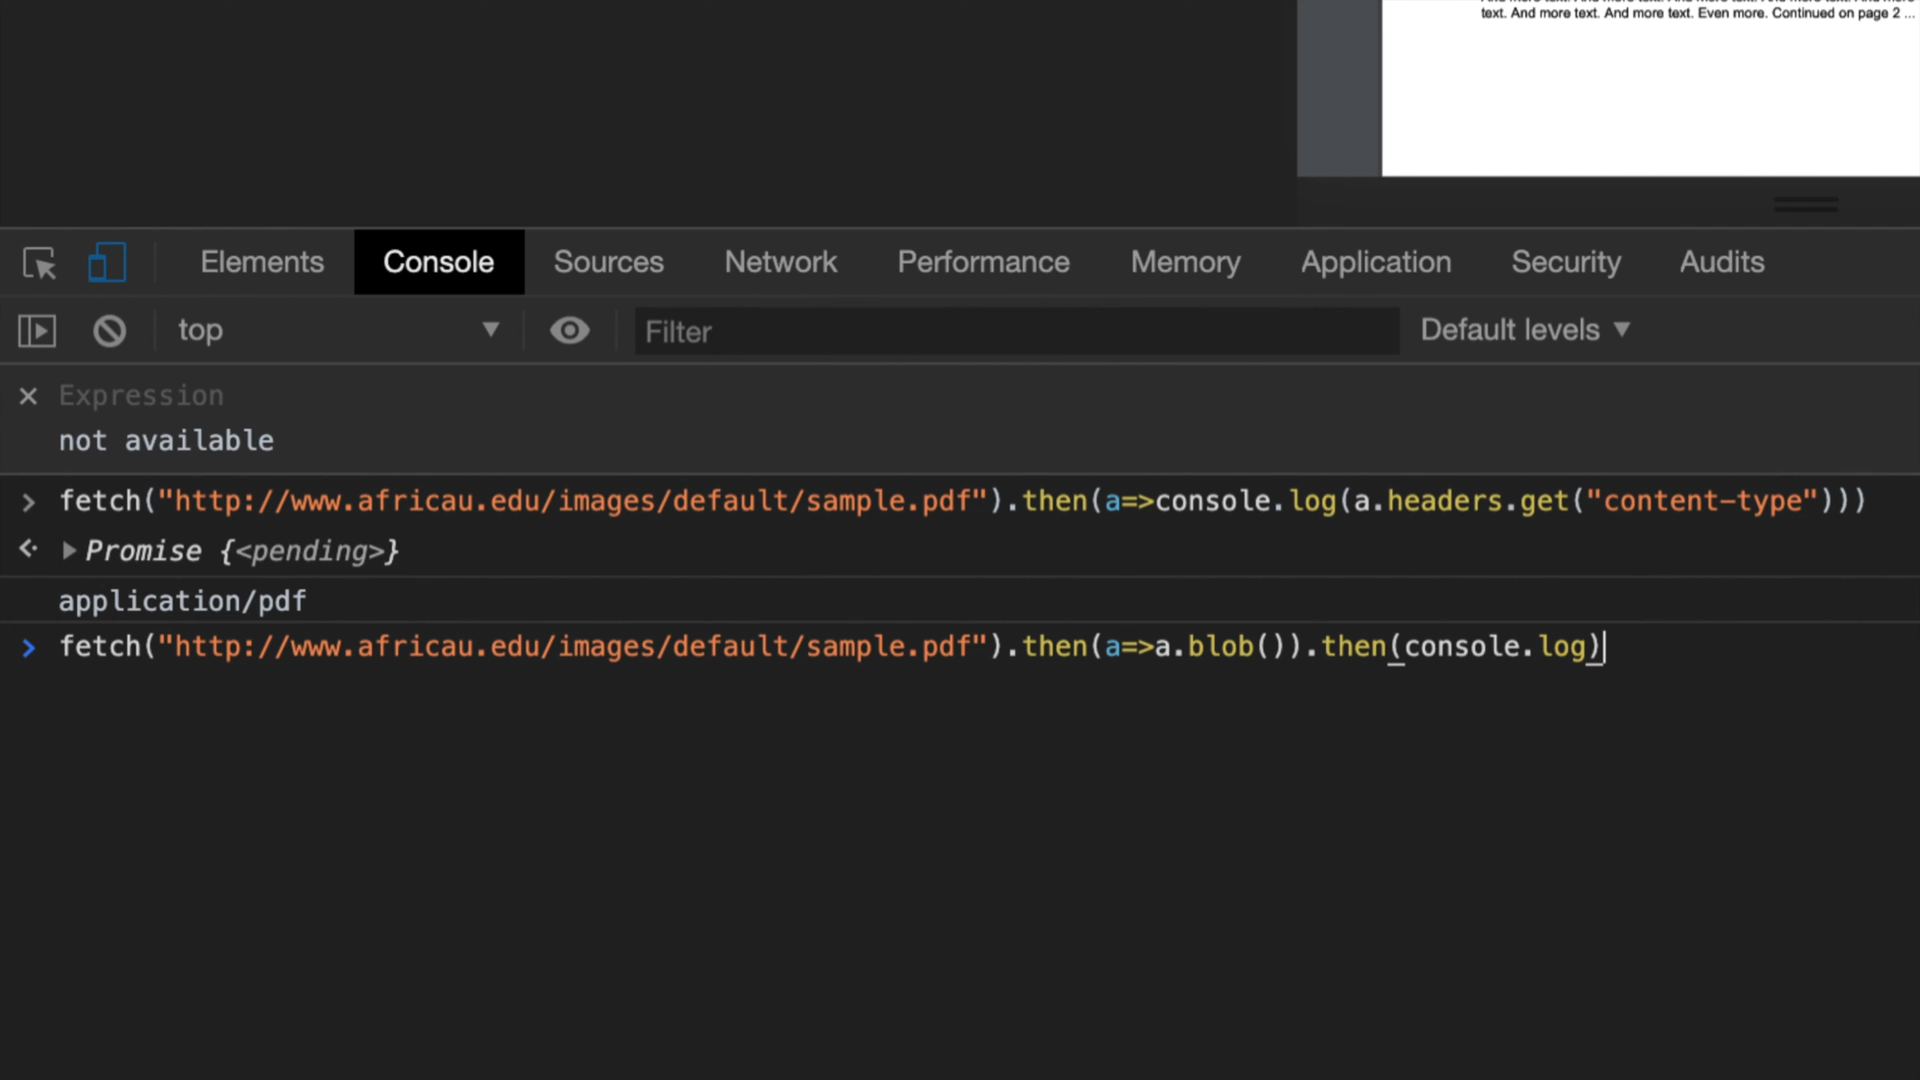 text. And more text. And more text. Even more. Continued on page 2 ...
Elements Console Sources Network Performance Memory Application Security Audits
top Filter Default levels
Expression
not available
fetch("http://www.africau.edu/images/default/sample.pdf").then(a=>console.log(a.headers.get("content-type")))
Promise {<pending>}
application/pdf
fetch("http://www.africau.edu/images/default/sample.pdf").then(a=>a.blob()).then(console.log)